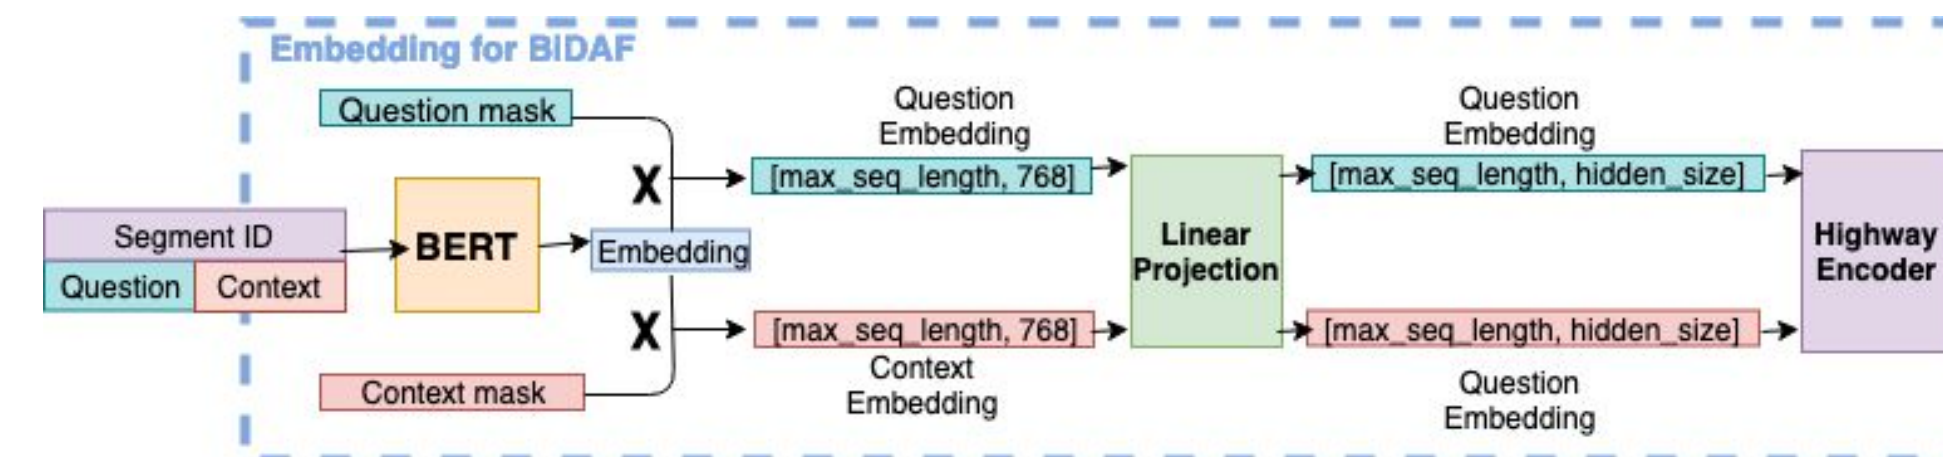 Embedding for BIDAF
Question mask
Question
Embedding
Question
Embedding
X
[max_seq_length, 768]
[max_seq_length, hidden_size]
Segment ID
Question
Context
BERT
Embedding
Linear
Projection
Highway
Encoder
X
[max_seq_length, 768]
[max_seq_length, hidden_size]
Context mask
Context
Embedding
Question
Embedding